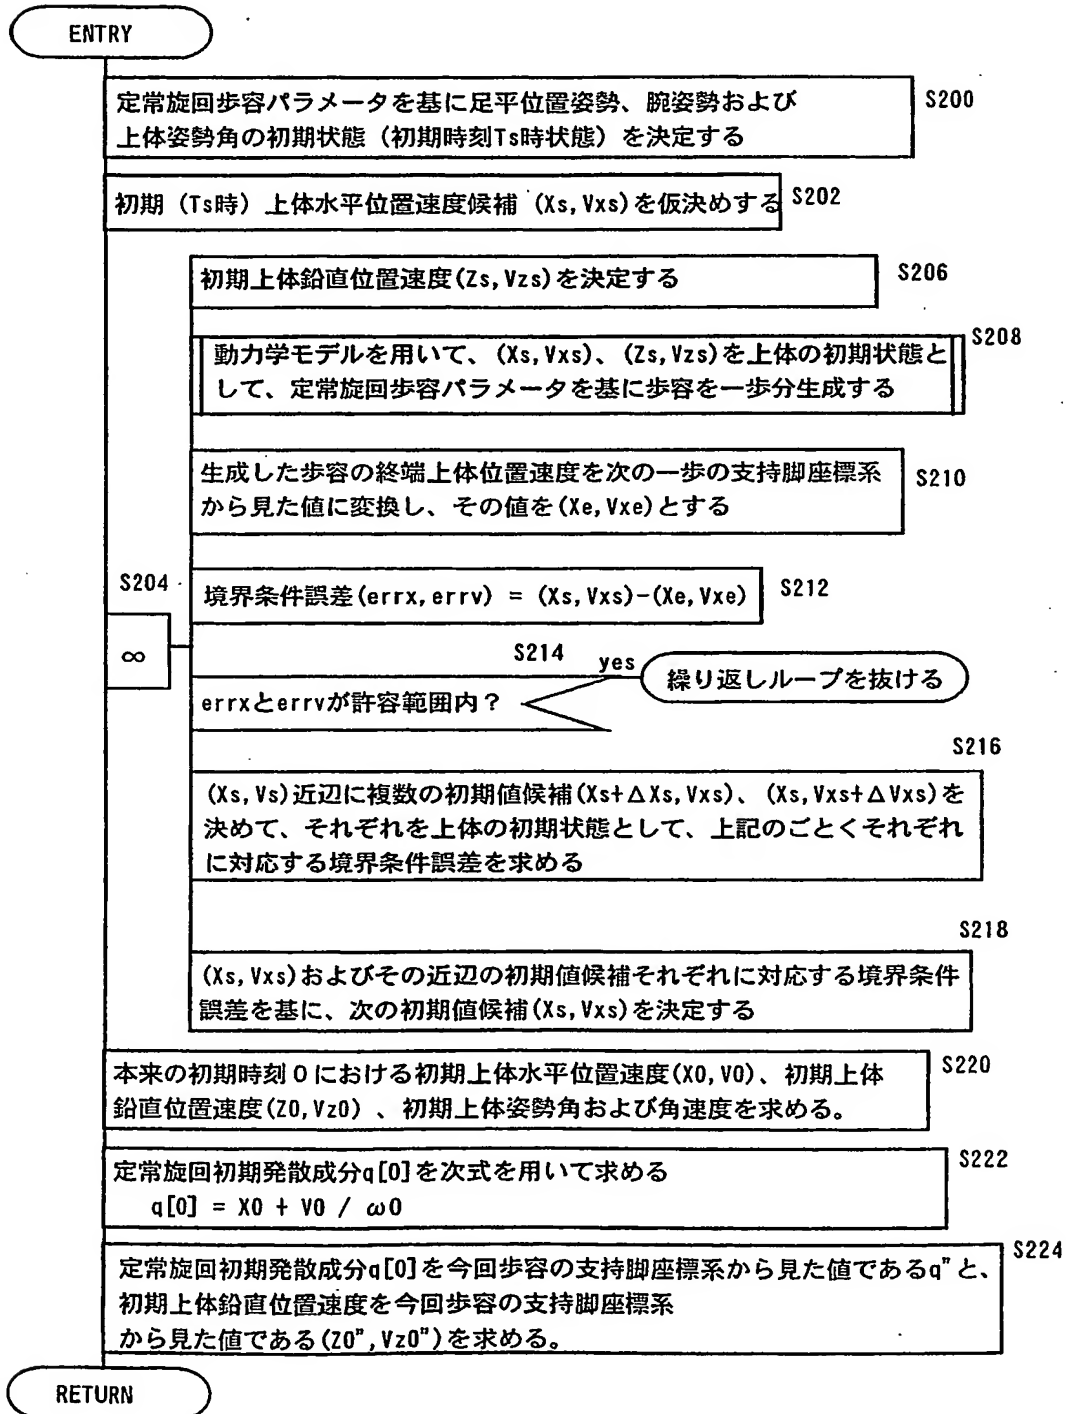 ENTRY
定常旋回歩容パラメータを基に足平位置姿勢、腕姿勢および
上体姿勢角の初期状態（初期時刻Ts時状態）を決定する
S200
初期（Ts時）上体水平位置速度候補（Xs,Vxs)を仮決めする
S202
初期上体鉛直位置速度(Zs,Vzs)を決定する
S206
動力学モデルを用いて、(Xs,Vxs)、(Zs,Vzs)を上体の初期状態と
して、定常旋回歩容パラメータを基に歩容を一歩分生成する
S208
生成した歩容の終端上体位置速度を次の一歩の支持脚座標系
から見た値に変換し、その値を(Xe,Vxe)とする
S210
S204
∞
境界条件誤差(errx,errv) = (Xs,Vxs)-(Xe,Vxe)
S212
S214
yes
繰り返しループを抜ける
errxとerrvが許容範囲内？
S216
(Xs,Vs)近辺に複数の初期値候補(Xs+ΔXs,Vxs)、(Xs,Vxs+ΔVxs)を
決めて、それぞれを上体の初期状態として、上記のごとくそれぞれ
に対応する境界条件誤差を求める
S218
(Xs,Vxs)およびその近辺の初期値候補それぞれに対応する境界条件
誤差を基に、次の初期値候補(Xs,Vxs)を決定する
本来の初期時刻０における初期上体水平位置速度(X0,V0)、初期上体
鉛直位置速度(Z0,Vz0)、初期上体姿勢角および角速度を求める。
S220
定常旋回初期発散成分q[0]を次式を用いて求める
q[0] = X0 + V0 / ω0
S222
S224
定常旋回初期発散成分q[0]を今回歩容の支持脚座標系から見た値であるq"と、
初期上体鉛直位置速度を今回歩容の支持脚座標系
から見た値である(Z0",Vz0")を求める。
RETURN